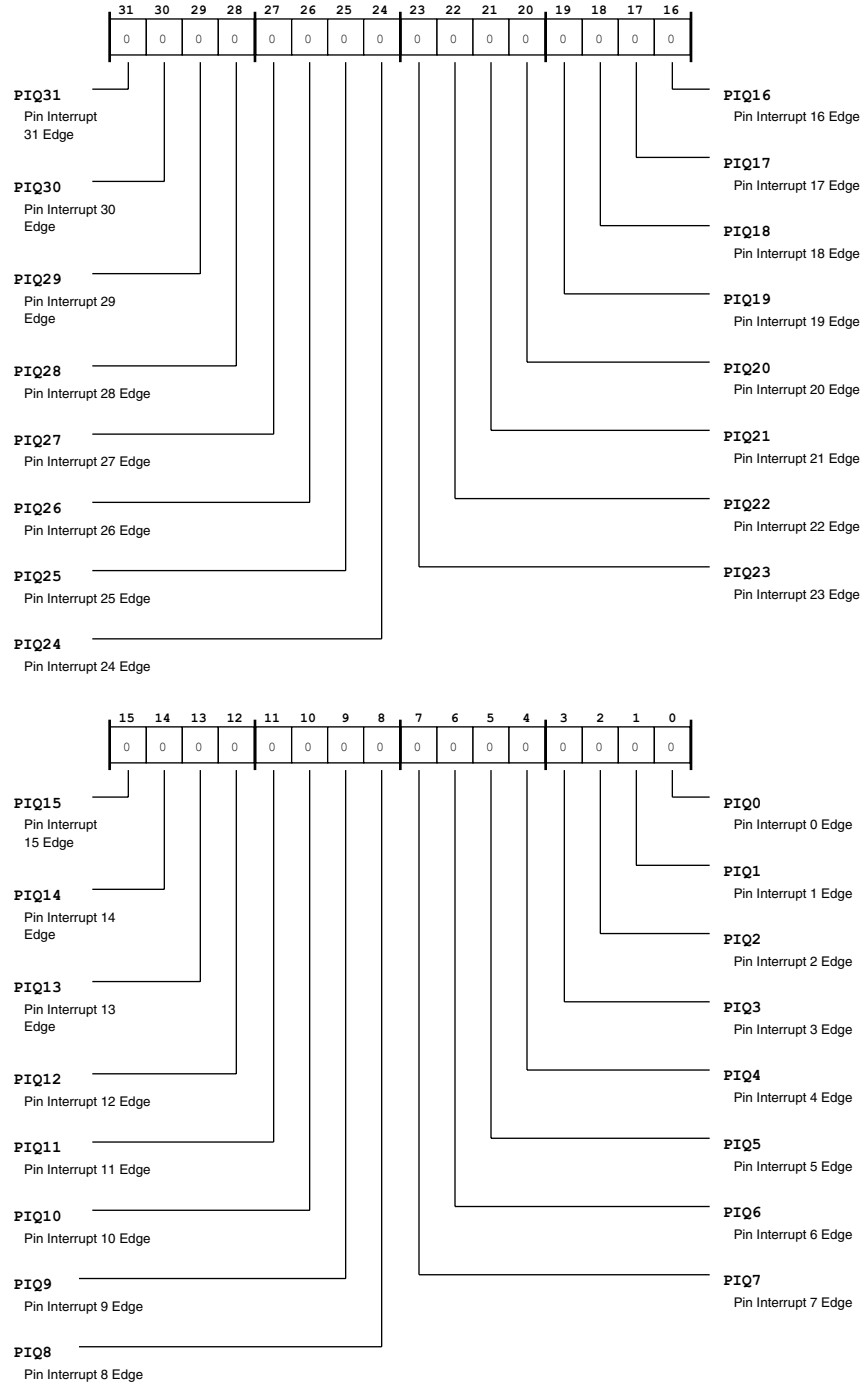 31 30 29 28 27 26 25 24 23 22 21 20 19 18 17 16
0 0 0 0 0 0 0 0 0 0 0 0 0 0 0 0
PIQ31
Pin Interrupt
31 Edge
PIQ30
Pin Interrupt 30
Edge
PIQ29
Pin Interrupt 29
Edge
PIQ28
Pin Interrupt 28 Edge
PIQ27
Pin Interrupt 27 Edge
PIQ26
Pin Interrupt 26 Edge
PIQ25
Pin Interrupt 25 Edge
PIQ24
Pin Interrupt 24 Edge
PIQ16
Pin Interrupt 16 Edge
PIQ17
Pin Interrupt 17 Edge
PIQ18
Pin Interrupt 18 Edge
PIQ19
Pin Interrupt 19 Edge
PIQ20
Pin Interrupt 20 Edge
PIQ21
Pin Interrupt 21 Edge
PIQ22
Pin Interrupt 22 Edge
PIQ23
Pin Interrupt 23 Edge
15 14 13 12 11 10 9 8 7 6 5 4 3 2 1 0
0 0 0 0 0 0 0 0 0 0 0 0 0 0 0 0
PIQ15
Pin Interrupt
15 Edge
PIQ14
Pin Interrupt 14
Edge
PIQ13
Pin Interrupt 13
Edge
PIQ12
Pin Interrupt 12 Edge
PIQ11
Pin Interrupt 11 Edge
PIQ10
Pin Interrupt 10 Edge
PIQ9
Pin Interrupt 9 Edge
PIQ8
Pin Interrupt 8 Edge
PIQ0
Pin Interrupt 0 Edge
PIQ1
Pin Interrupt 1 Edge
PIQ2
Pin Interrupt 2 Edge
PIQ3
Pin Interrupt 3 Edge
PIQ4
Pin Interrupt 4 Edge
PIQ5
Pin Interrupt 5 Edge
PIQ6
Pin Interrupt 6 Edge
PIQ7
Pin Interrupt 7 Edge